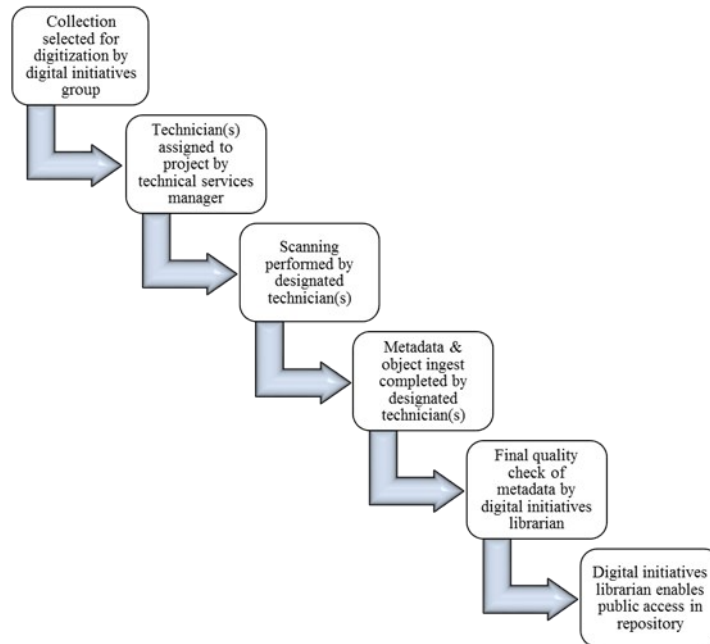 Collection
selected for
digitization by
digital initiatives
group
Technician(s)
assigned to
project by
technical services
manager
Scanning
performed by
designated
technician(s)
Metadata &
object ingest
completed by
designated
technician(s)
Final quality
check of
metadata by
digital initiatives
librarian
Digital initiatives
librarian enables
public access in
repository